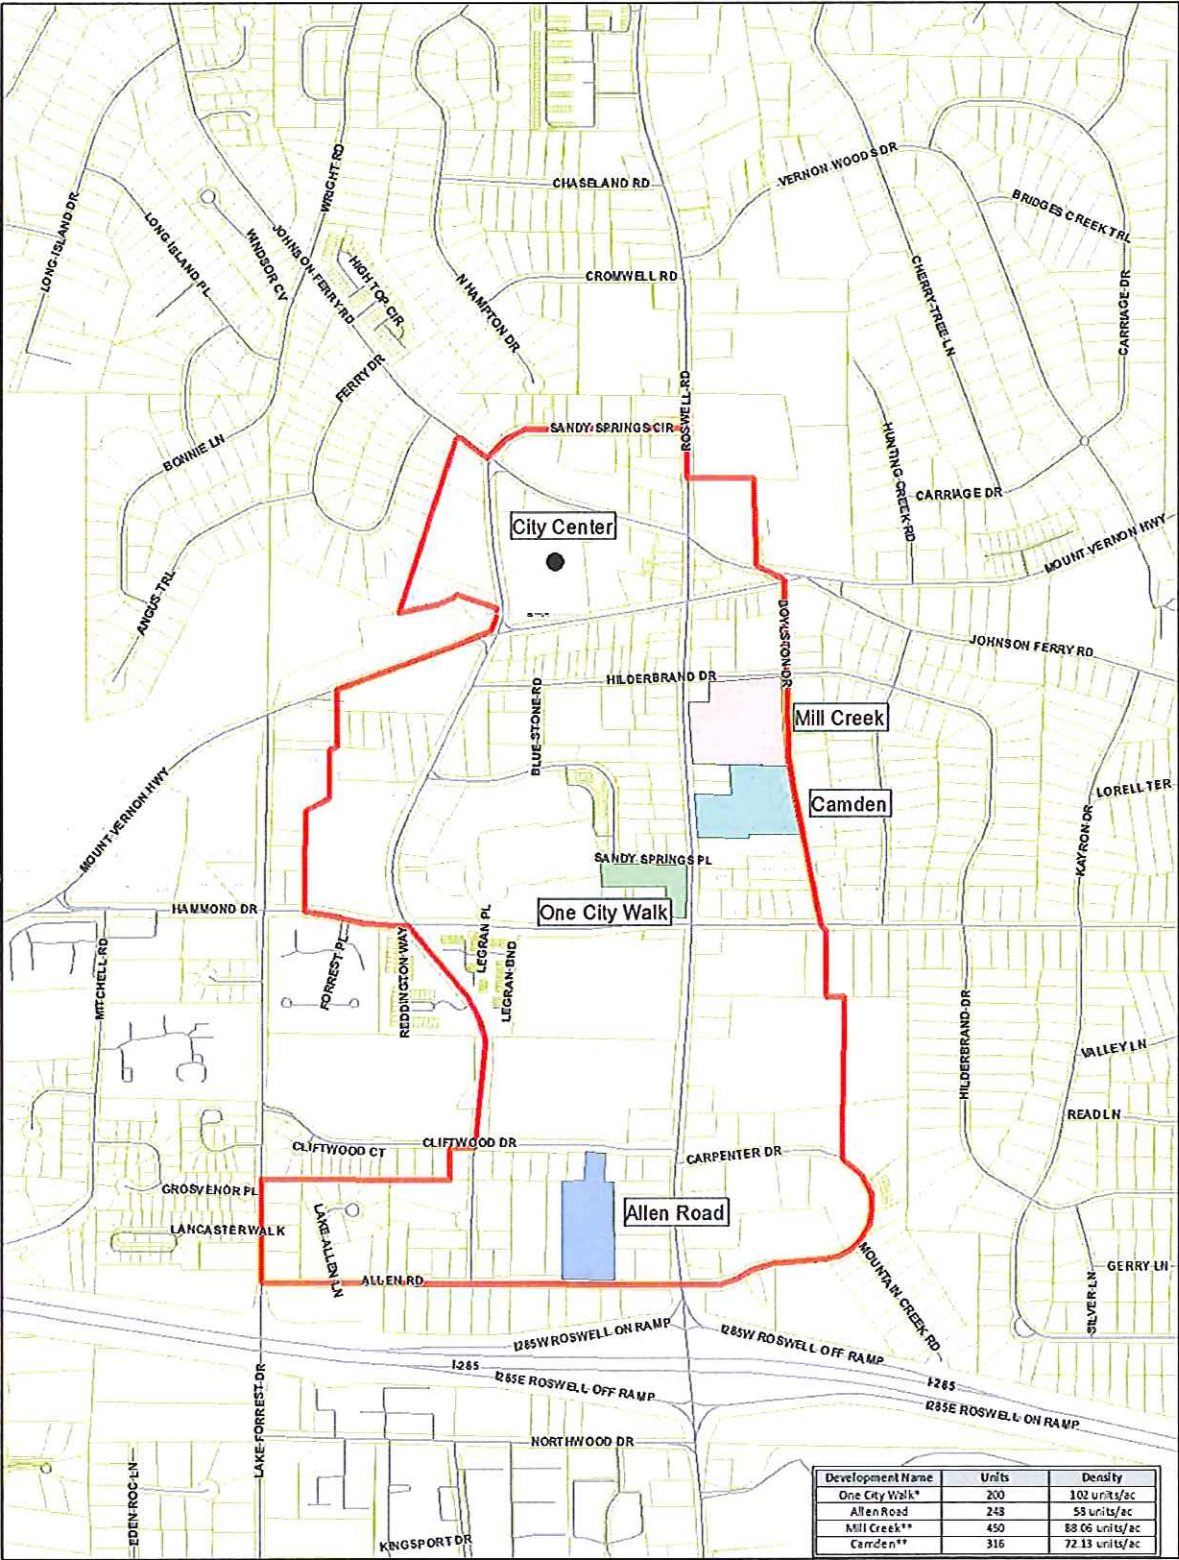 CHASELAND RD
VERNON WOODS DR
BRIDGES CREEK TRL
LONG ISLAND DR
WRIGHT RD
LONG ISLAND PL
WINDSOR CV
JOHNSON FERRY RD
HIGH TOP CIR
N HAMPTON DR
CROMWELL RD
CHERRY TREE LN
CARRIAGE DR
FERRY DR
ROSWELL RD
SANDY SPRINGS CIR
BONNIE LN
HUNTING CREEK RD
CARRIAGE DR
City Center
MOUNT VERNON HWY
ANGUS TRL
BOYLSTON DR
JOHNSON FERRY RD
HILDERBRAND DR
BLUE STONE RD
Mill Creek
MOUNT VERNON HWY
Camden
LORELL TER
KAYRON DR
SANDY SPRINGS PL
HAMMOND DR
One City Walk
MITCHELL RD
FORREST PL
REDDINGTON WAY
LEGRAN PL
LEGRAN BND
HILDERBRAND DR
VALLEY LN
READ LN
CLIFTWOOD CT
CLIFTWOOD DR
CARPENTER DR
GROSVENOR PL
LANCASTER WALK
LAKE ALLEN LN
Allen Road
ALLEN RD
MOUNTAIN CREEK RD
GERRY LN
SILVER LN
I285W ROSWELL ON RAMP
I285W ROSWELL OFF RAMP
I-285
I285E ROSWELL OFF RAMP
I-285
I285E ROSWELL ON RAMP
LAKE FORREST DR
NORTHWOOD DR
EDEN ROC LN
KINGSPORT DR
Development Name Units Density
One City Walk* 200 102 units/ac
Allen Road 248 58 units/ac
Mill Creek** 450 88.06 units/ac
Camden** 316 72.13 units/ac